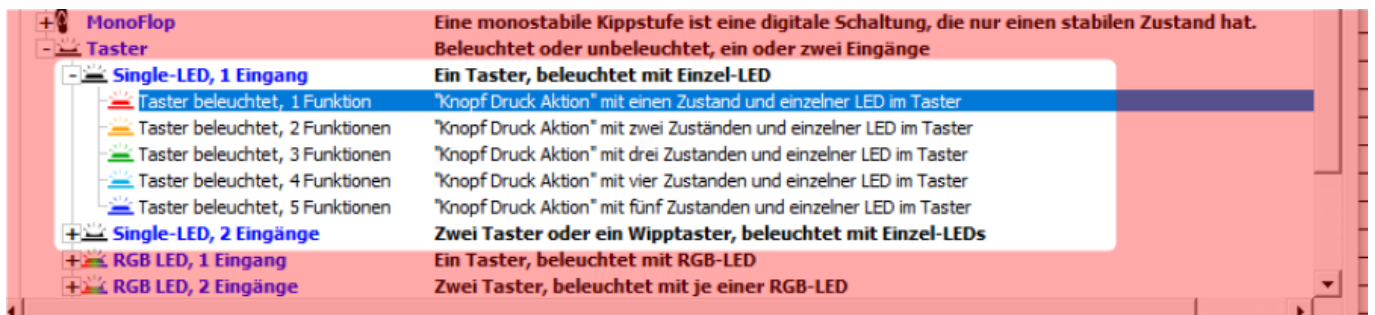 MonoFlop Eine monostabile Kippstufe ist eine digitale Schaltung, die nur einen stabilen Zustand hat.
Taster Beleuchtet oder unbeleuchtet, ein oder zwei Eingänge
Single-LED, 1 Eingang Ein Taster, beleuchtet mit Einzel-LED
Taster beleuchtet, 1 Funktion "Knopf Druck Aktion" mit einen Zustand und einzelner LED im Taster
Taster beleuchtet, 2 Funktionen "Knopf Druck Aktion" mit zwei Zuständen und einzelner LED im Taster
Taster beleuchtet, 3 Funktionen "Knopf Druck Aktion" mit drei Zustanden und einzelner LED im Taster
Taster beleuchtet, 4 Funktionen "Knopf Druck Aktion" mit vier Zustanden und einzelner LED im Taster
Taster beleuchtet, 5 Funktionen "Knopf Druck Aktion" mit fünf Zustanden und einzelner LED im Taster
Single-LED, 2 Eingänge Zwei Taster oder ein Wipptaster, beleuchtet mit Einzel-LEDs
RGB LED, 1 Eingang Ein Taster, beleuchtet mit RGB-LED
RGB LED, 2 Eingänge Zwei Taster, beleuchtet mit je einer RGB-LED